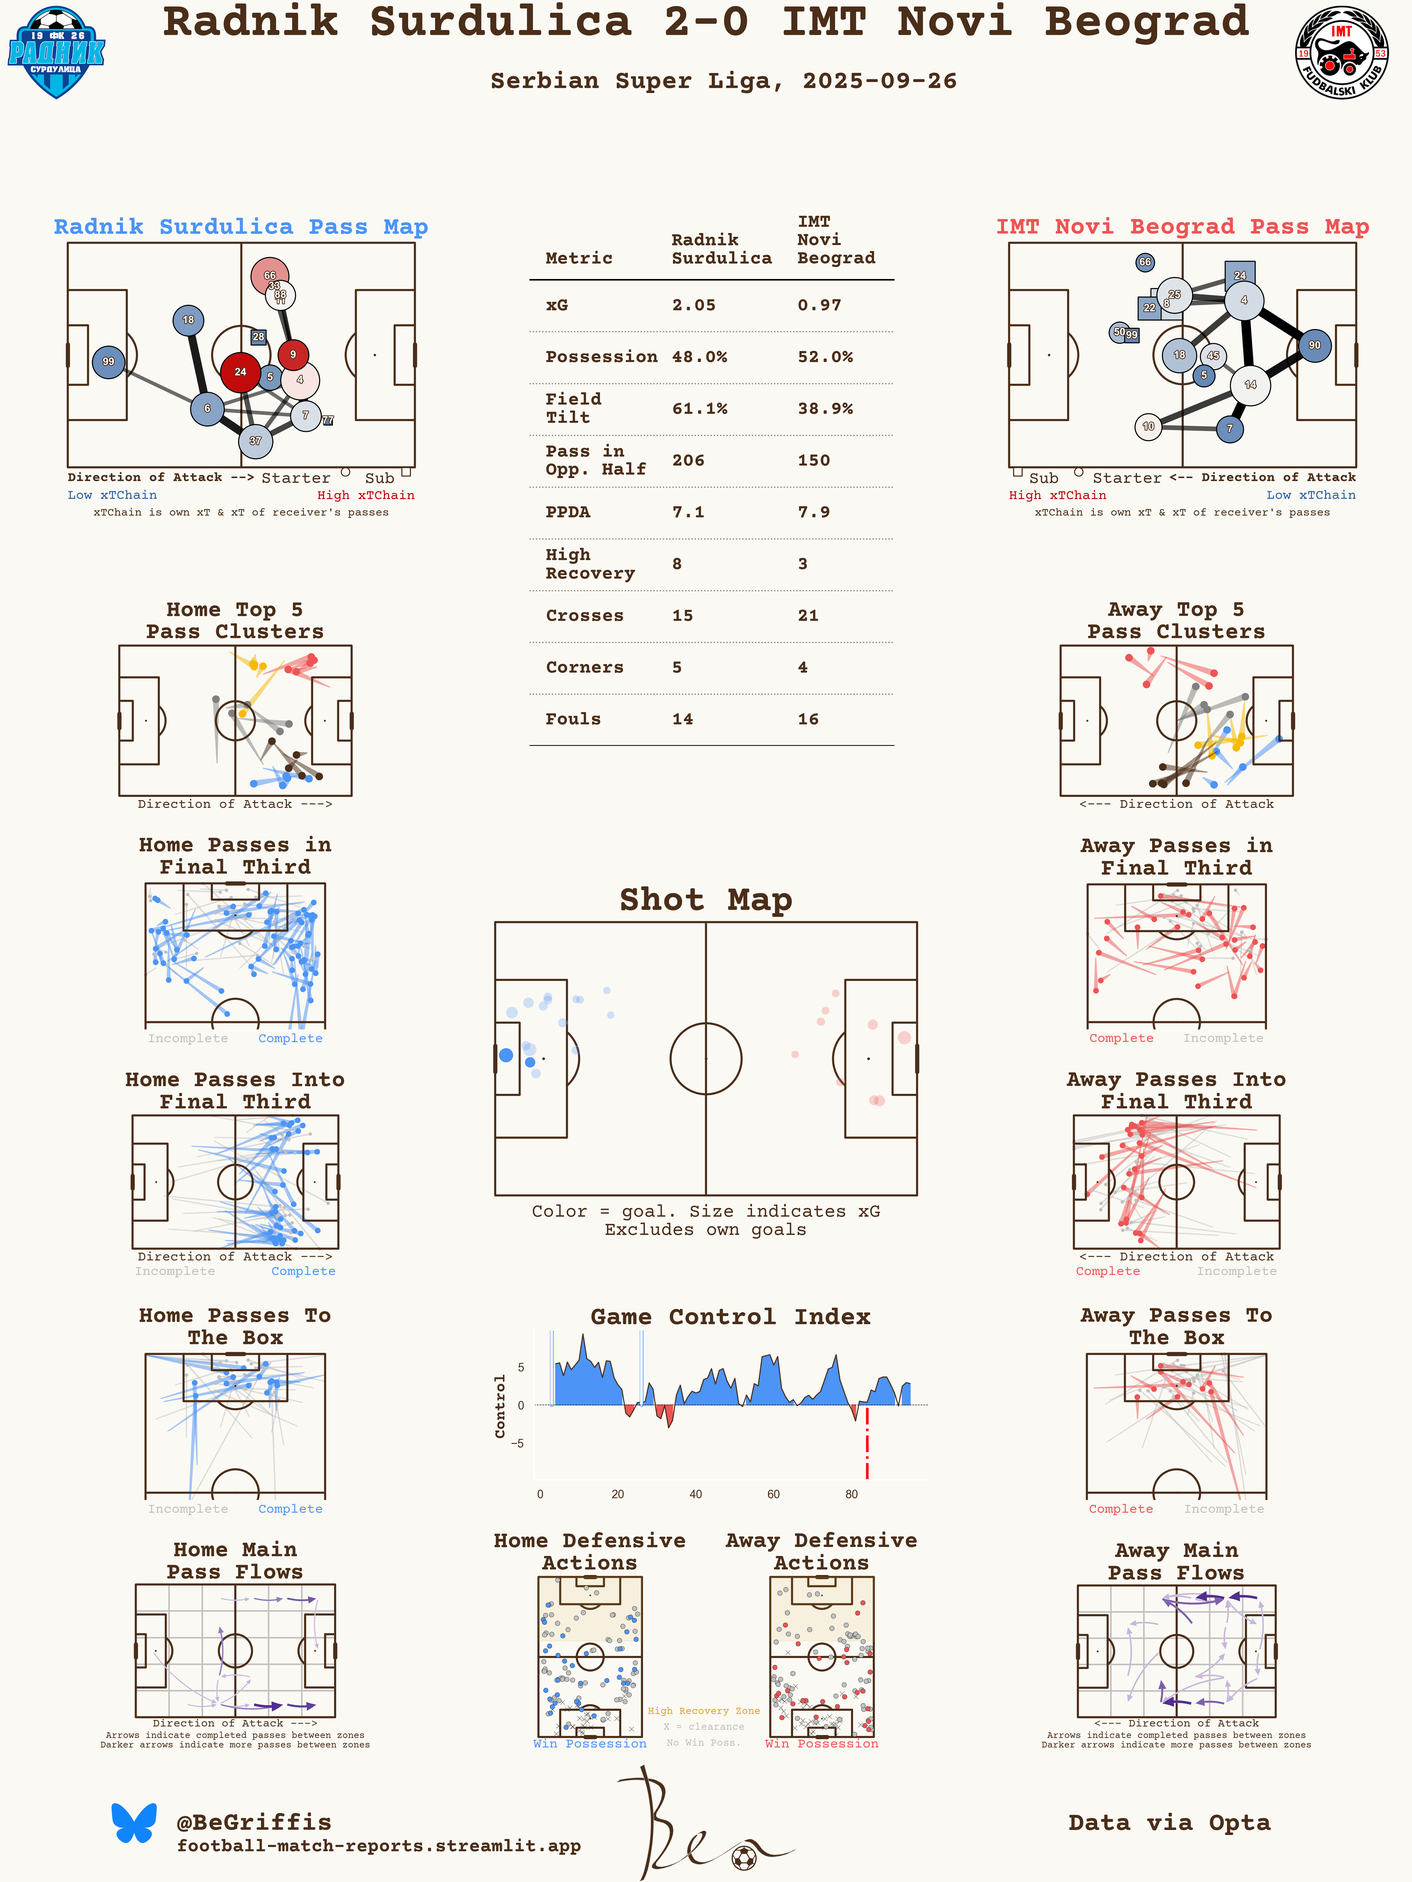 Radnik Surdulica 2-0 IMT Novi Beograd
Serbian Super Liga, 2025-09-26
19 ФК 26
РАДНИК
СУРДУЛИЦА
IMT
19 53
FUDBALSKI KLUB
Radnik Surdulica Pass Map
66
33
88
11
18
28
99
9
24
5
4
6
7
77
37
Direction of Attack --> Starter Sub
Low xTChain High xTChain
xTChain is own xT & xT of receiver's passes
Metric Radnik Surdulica IMT Novi Beograd
xG 2.05 0.97
Possession 48.0% 52.0%
Field Tilt 61.1% 38.9%
Pass in Opp. Half 206 150
PPDA 7.1 7.9
High Recovery 8 3
Crosses 15 21
Corners 5 4
Fouls 14 16
IMT Novi Beograd Pass Map
66
24
25
4
22
8
50
99
90
18
45
5
14
10
7
Sub Starter <-- Direction of Attack
High xTChain Low xTChain
xTChain is own xT & xT of receiver's passes
Home Top 5
Pass Clusters
Direction of Attack --->
Away Top 5
Pass Clusters
<--- Direction of Attack
Home Passes in
Final Third
Incomplete Complete
Away Passes in
Final Third
Complete Incomplete
Shot Map
Color = goal. Size indicates xG
Excludes own goals
Home Passes Into
Final Third
Direction of Attack --->
Incomplete Complete
Away Passes Into
Final Third
<--- Direction of Attack
Complete Incomplete
Home Passes To
The Box
Incomplete Complete
Game Control Index
Control
5
0
−5
0 20 40 60 80
Away Passes To
The Box
Complete Incomplete
Home Main
Pass Flows
Direction of Attack --->
Arrows indicate completed passes between zones
Darker arrows indicate more passes between zones
Home Defensive
Actions
Win Possession
High Recovery Zone
X = clearance
No Win Poss.
Away Defensive
Actions
Win Possession
Away Main
Pass Flows
<--- Direction of Attack
Arrows indicate completed passes between zones
Darker arrows indicate more passes between zones
@BeGriffis
football-match-reports.streamlit.app
Ben
Data via Opta